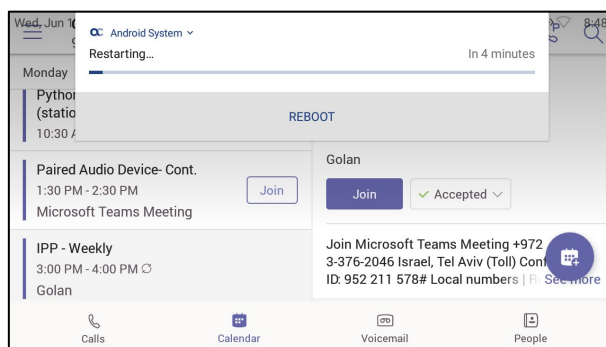 Wed, Jun 1
8:48
Android System
Restarting...
In 4 minutes
REBOOT
Monday
Python
(statio
10:30 A
Paired Audio Device- Cont.
1:30 PM - 2:30 PM
Microsoft Teams Meeting
Join
IPP - Weekly
3:00 PM - 4:00 PM
Golan
Golan
Join
Accepted
Join Microsoft Teams Meeting +972
3-376-2046 Israel, Tel Aviv (Toll) Conf
ID: 952 211 578# Local numbers | R
See more
Calls
Calendar
Voicemail
People